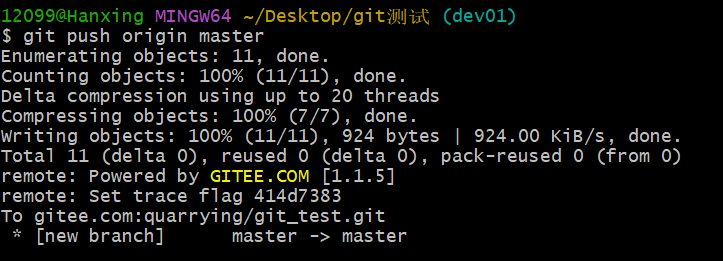 12099@Hanxing MINGW64 ~/Desktop/git测试 (dev01)
$ git push origin master
Enumerating objects: 11, done.
Counting objects: 100% (11/11), done.
Delta compression using up to 20 threads
Compressing objects: 100% (7/7), done.
Writing objects: 100% (11/11), 924 bytes | 924.00 KiB/s, done.
Total 11 (delta 0), reused 0 (delta 0), pack-reused 0 (from 0)
remote: Powered by GITEE.COM [1.1.5]
remote: Set trace flag 414d7383
To gitee.com:quarrying/git_test.git
 * [new branch]      master -> master